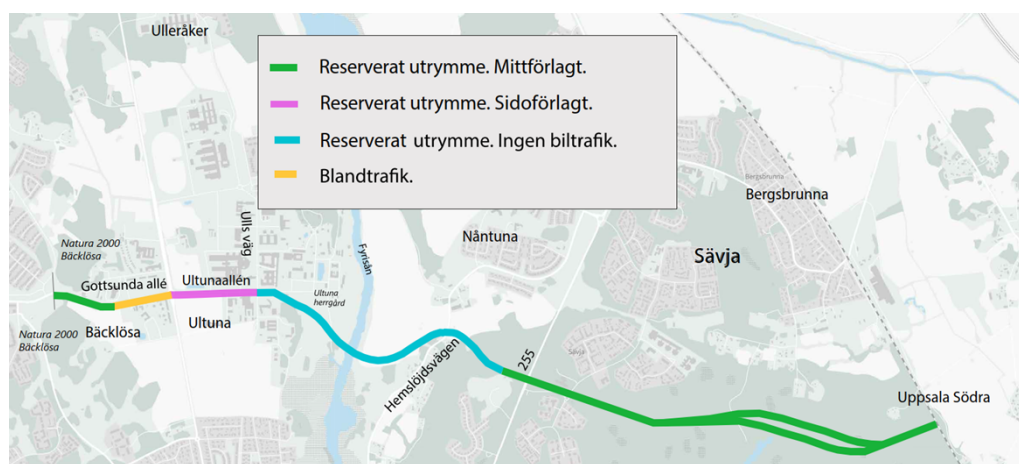 Ulleråker
Reserverat utrymme. Mittförlagt.
Reserverat utrymme. Sidoförlagt.
Reserverat utrymme. Ingen biltrafik.
Blandtrafik.
Bergsbrunna
Bergsbrunna
Ulls väg
Fyrisån
Nåntuna
Sävja
Natura 2000
Bäcklösa
Gottsunda allé
Ultunaallén
Ultuna
herrgård
Natura 2000
Bäcklösa
Bäcklösa
Ultuna
Hemslöjdsvägen
255
Sävja
Uppsala Södra